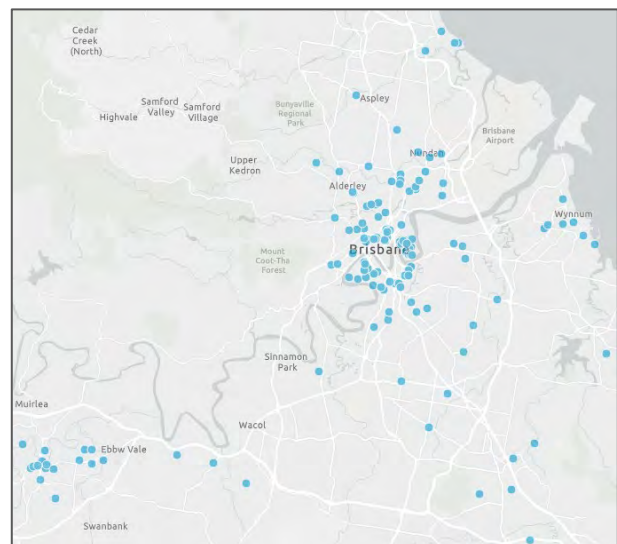 Cedar
Creek
(North)
Samford
Valley
Samford
Village
Highvale
Bunyaville
Regional
Park
Aspley
Brisbane
Airport
Nundah
Upper
Kedron
Alderley
Wynnum
Brisbane
Mount
Coot-Tha
Forest
Sinnamon
Park
Muirlea
Wacol
Ebbw Vale
Swanbank